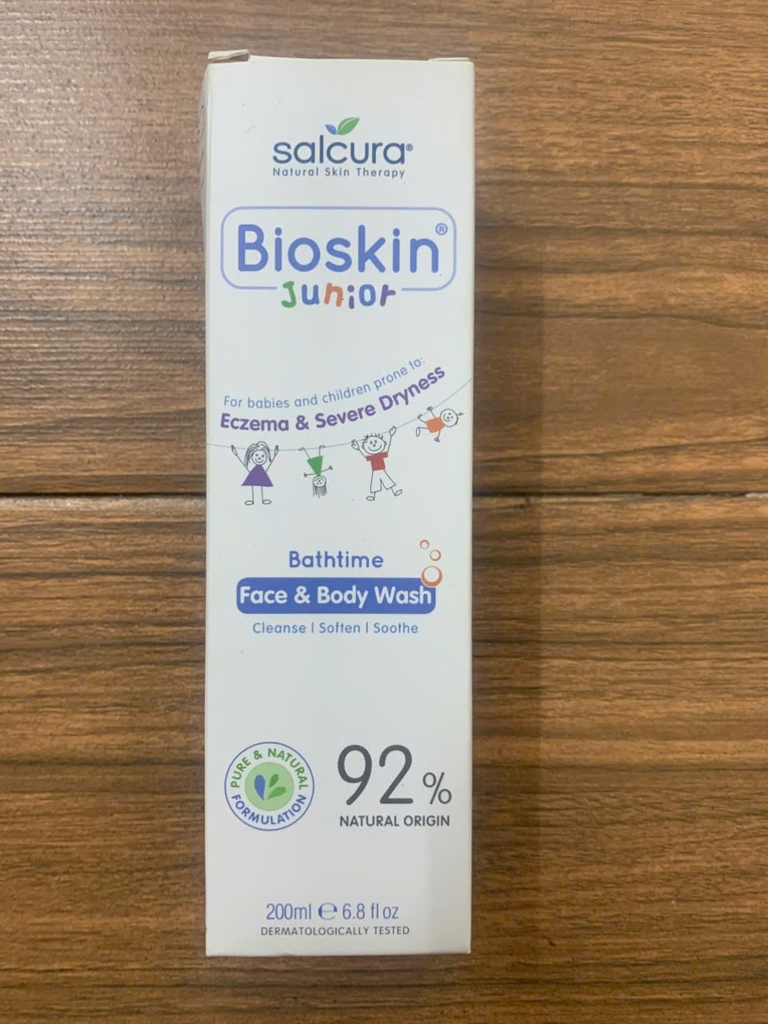 salcura®
Natural Skin Therapy
Bioskin®
Junior
For babies and children prone to:
Eczema & Severe Dryness
Bathtime
Face & Body Wash
Cleanse | Soften | Soothe
PURE & NATURAL
FORMULATION
92%
NATURAL ORIGIN
200ml ℮ 6.8 fl oz
DERMATOLOGICALLY TESTED